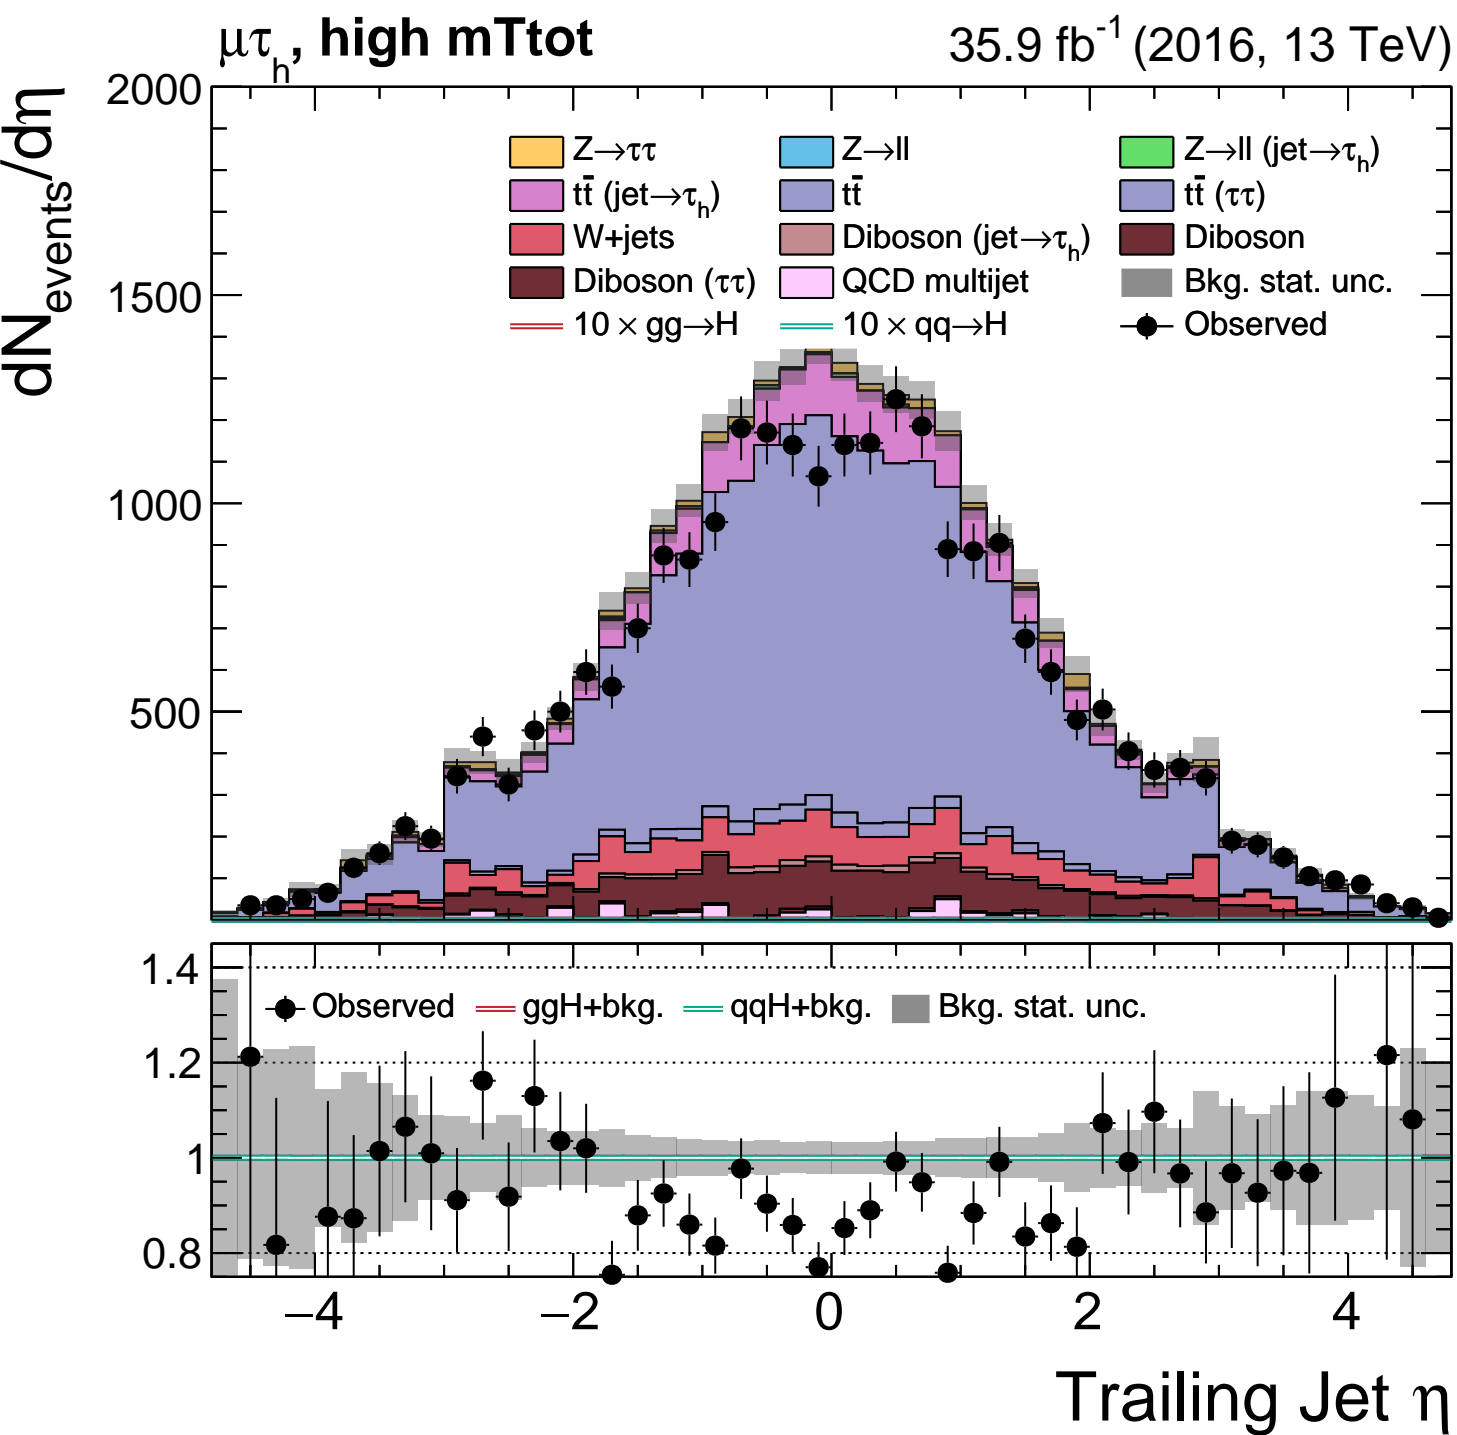 μτh, high mTtot 35.9 fb-1 (2016, 13 TeV)
dNevents/dη
2000
1500
1000
500
Z→ττ Z→ll Z→ll (jet→τh)
tt̄ (jet→τh) tt̄ tt̄ (ττ)
W+jets Diboson (jet→τh) Diboson
Diboson (ττ) QCD multijet Bkg. stat. unc.
10 × gg→H 10 × qq→H Observed
1.4
1.2
1
0.8
Observed ggH+bkg. qqH+bkg. Bkg. stat. unc.
−4 −2 0 2 4
Trailing Jet η